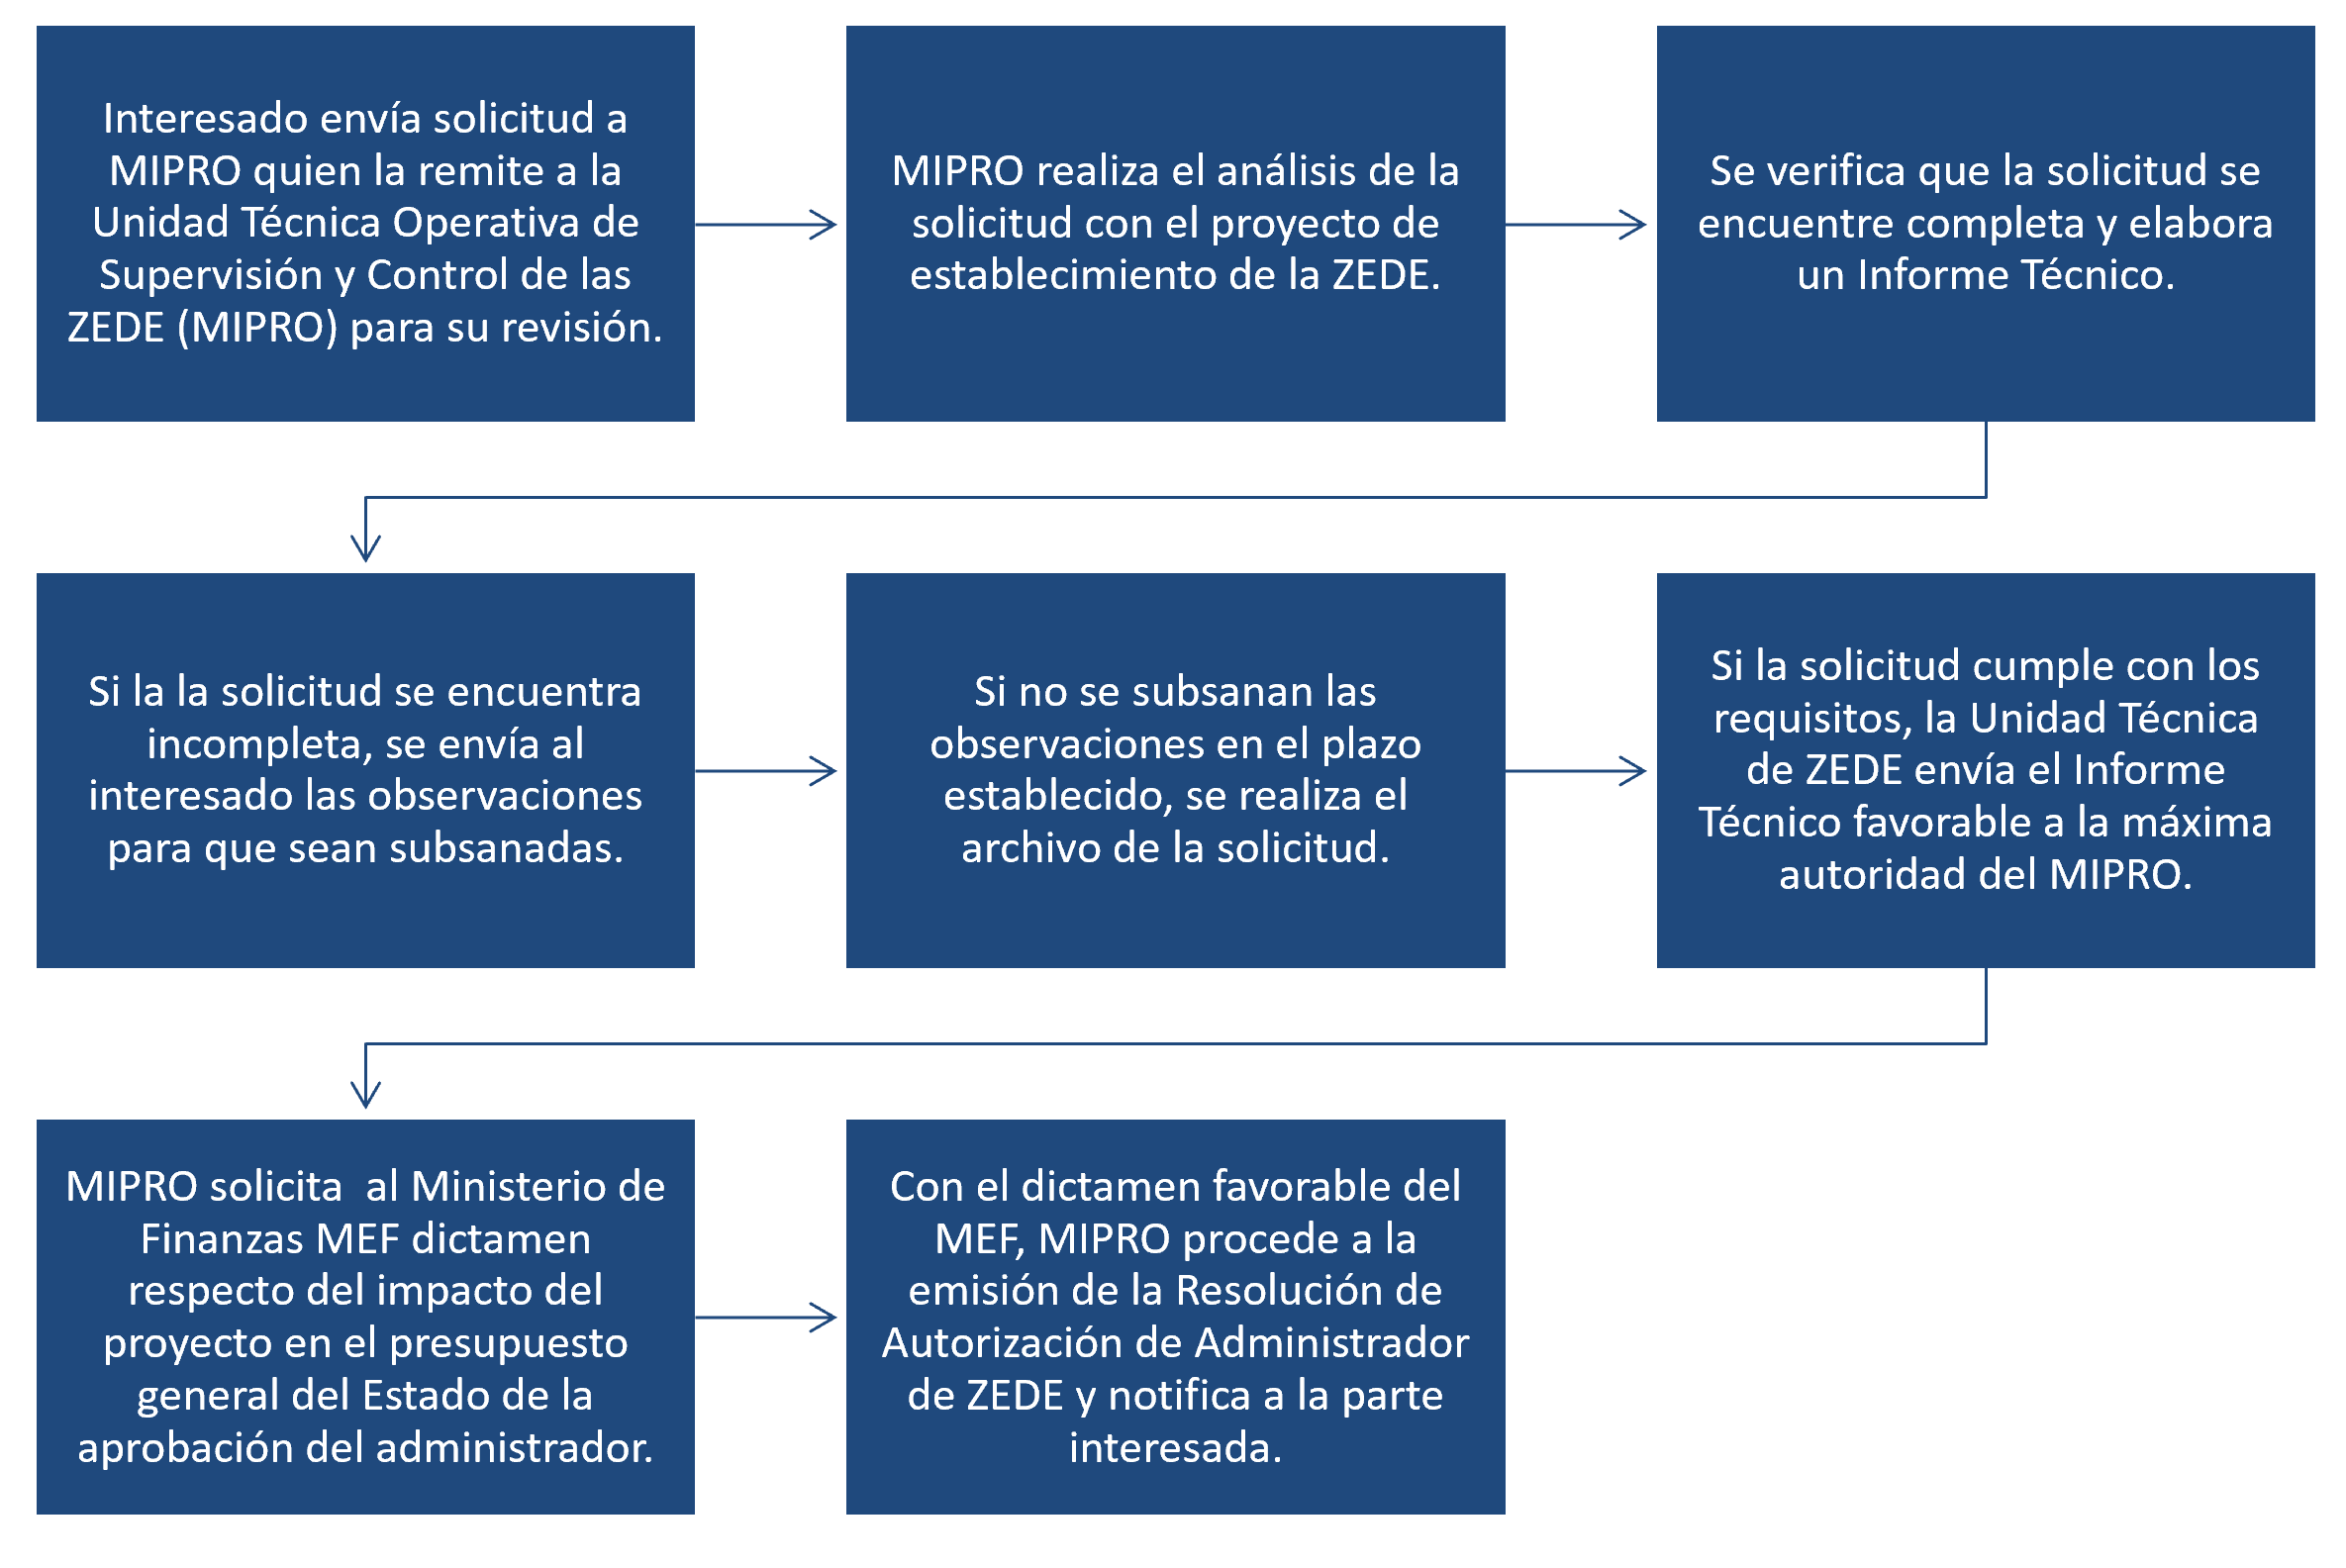 Interesado envía solicitud a
MIPRO quien la remite a la
Unidad Técnica Operativa de
Supervisión y Control de las
ZEDE (MIPRO) para su revisión.
MIPRO realiza el análisis de la
solicitud con el proyecto de
establecimiento de la ZEDE.
Se verifica que la solicitud se
encuentre completa y elabora
un Informe Técnico.
Si la la solicitud se encuentra
incompleta, se envía al
interesado las observaciones
para que sean subsanadas.
Si no se subsanan las
observaciones en el plazo
establecido, se realiza el
archivo de la solicitud.
Si la solicitud cumple con los
requisitos, la Unidad Técnica
de ZEDE envía el Informe
Técnico favorable a la máxima
autoridad del MIPRO.
MIPRO solicita  al Ministerio de
Finanzas MEF dictamen
respecto del impacto del
proyecto en el presupuesto
general del Estado de la
aprobación del administrador.
Con el dictamen favorable del
MEF, MIPRO procede a la
emisión de la Resolución de
Autorización de Administrador
de ZEDE y notifica a la parte
interesada.